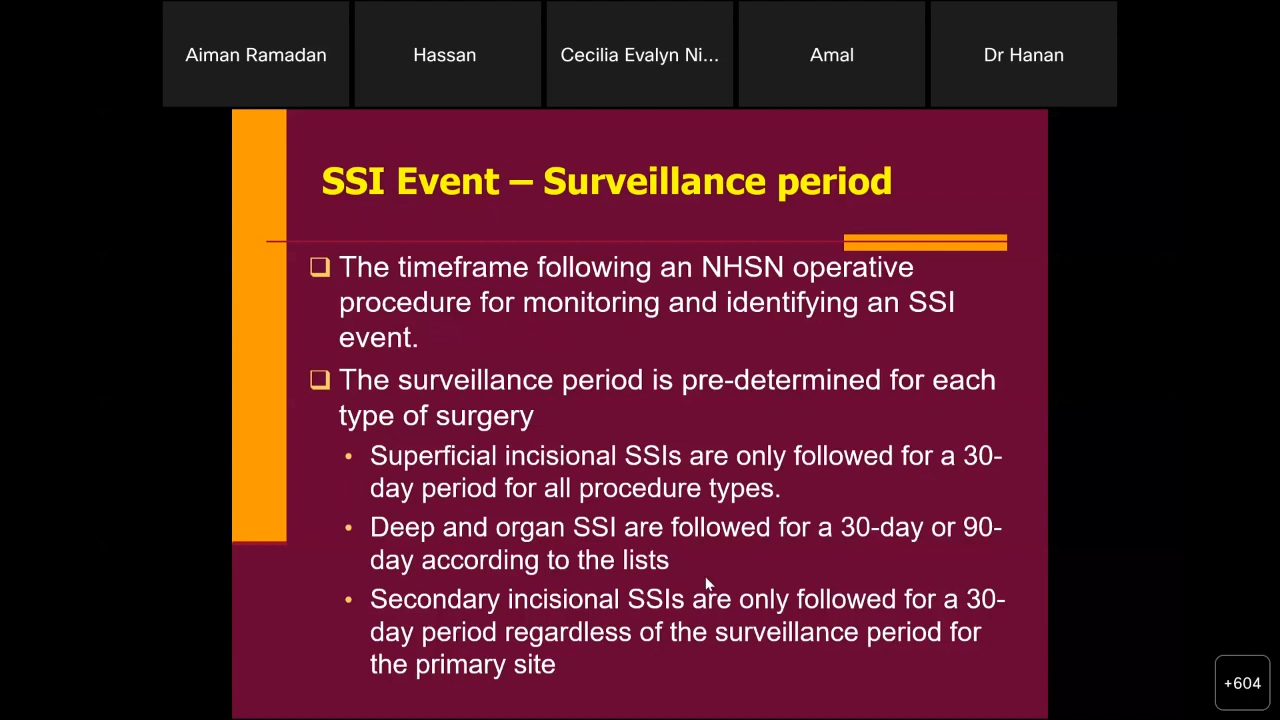 Aiman Ramadan
Hassan
Cecilia Evalyn Ni...
Amal
Dr Hanan
SSI Event – Surveillance period
❑ The timeframe following an NHSN operative
procedure for monitoring and identifying an SSI
event.
❑ The surveillance period is pre-determined for each
type of surgery
• Superficial incisional SSIs are only followed for a 30-
day period for all procedure types.
• Deep and organ SSI are followed for a 30-day or 90-
day according to the lists
• Secondary incisional SSIs are only followed for a 30-
day period regardless of the surveillance period for
the primary site
+604